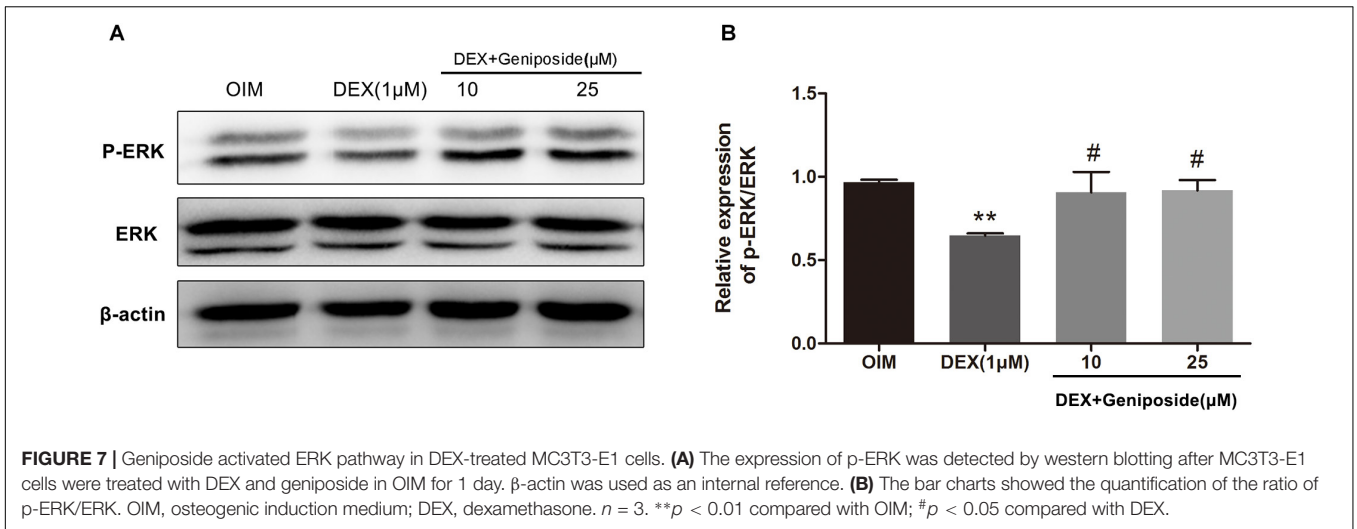 A
DEX+Geniposide(μM)
OIM DEX(1μM) 10 25
P-ERK
ERK
β-actin
B
Relative expression
of p-ERK/ERK
1.5
1.0
0.5
0.0
**
#
#
OIM DEX(1μM) 10 25
DEX+Geniposide(μM)
FIGURE 7 | Geniposide activated ERK pathway in DEX-treated MC3T3-E1 cells. (A) The expression of p-ERK was detected by western blotting after MC3T3-E1
cells were treated with DEX and geniposide in OIM for 1 day. β-actin was used as an internal reference. (B) The bar charts showed the quantification of the ratio of
p-ERK/ERK. OIM, osteogenic induction medium; DEX, dexamethasone. n = 3. **p < 0.01 compared with OIM; #p < 0.05 compared with DEX.